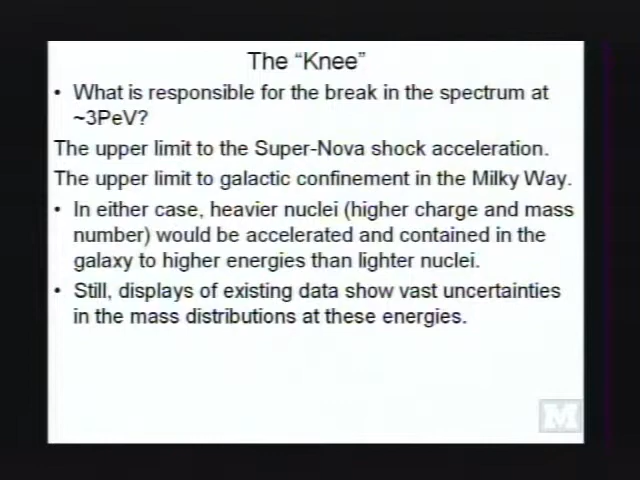 The “Knee”
• What is responsible for the break in the spectrum at
~3PeV?
The upper limit to the Super-Nova shock acceleration.
The upper limit to galactic confinement in the Milky Way.
• In either case, heavier nuclei (higher charge and mass
number) would be accelerated and contained in the
galaxy to higher energies than lighter nuclei.
• Still, displays of existing data show vast uncertainties
in the mass distributions at these energies.
M